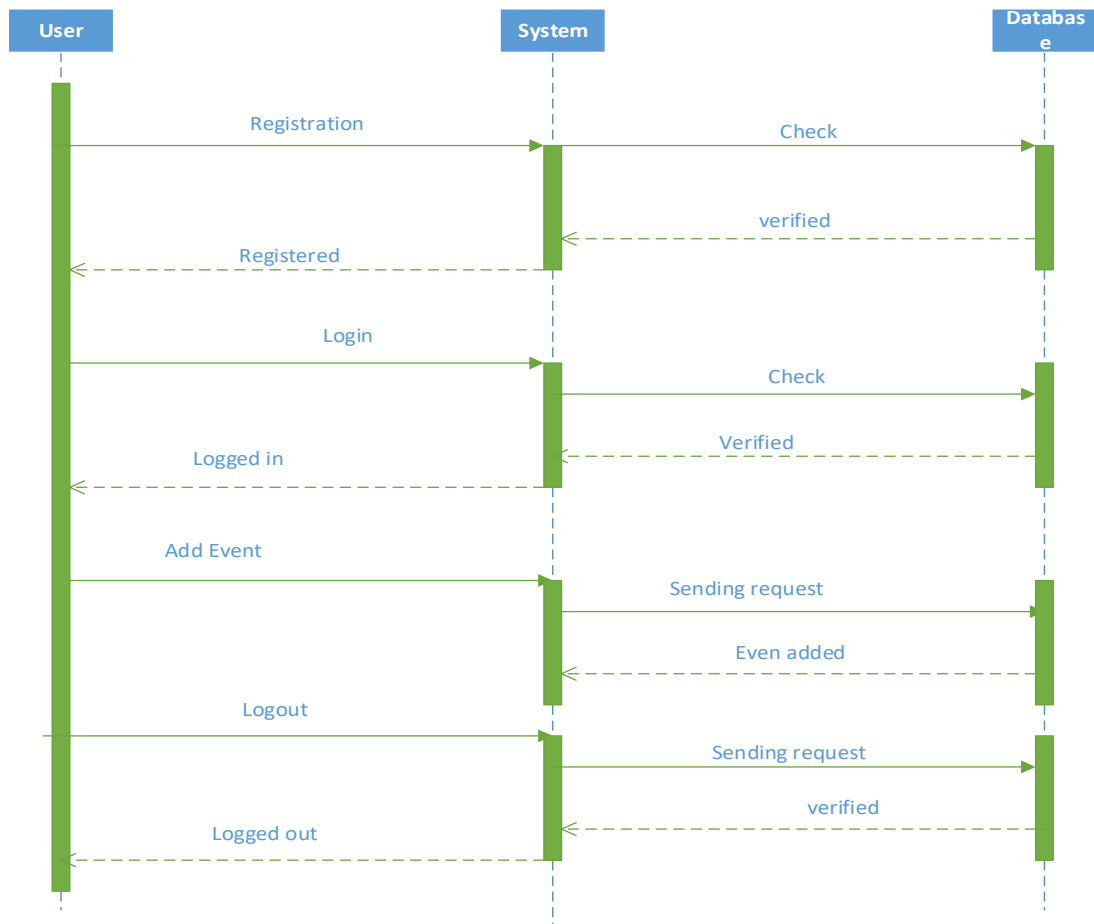 User
System
Databas
e
Registration
Check
verified
Registered
Login
Check
Verified
Logged in
Add Event
Sending request
Even added
Logout
Sending request
verified
Logged out